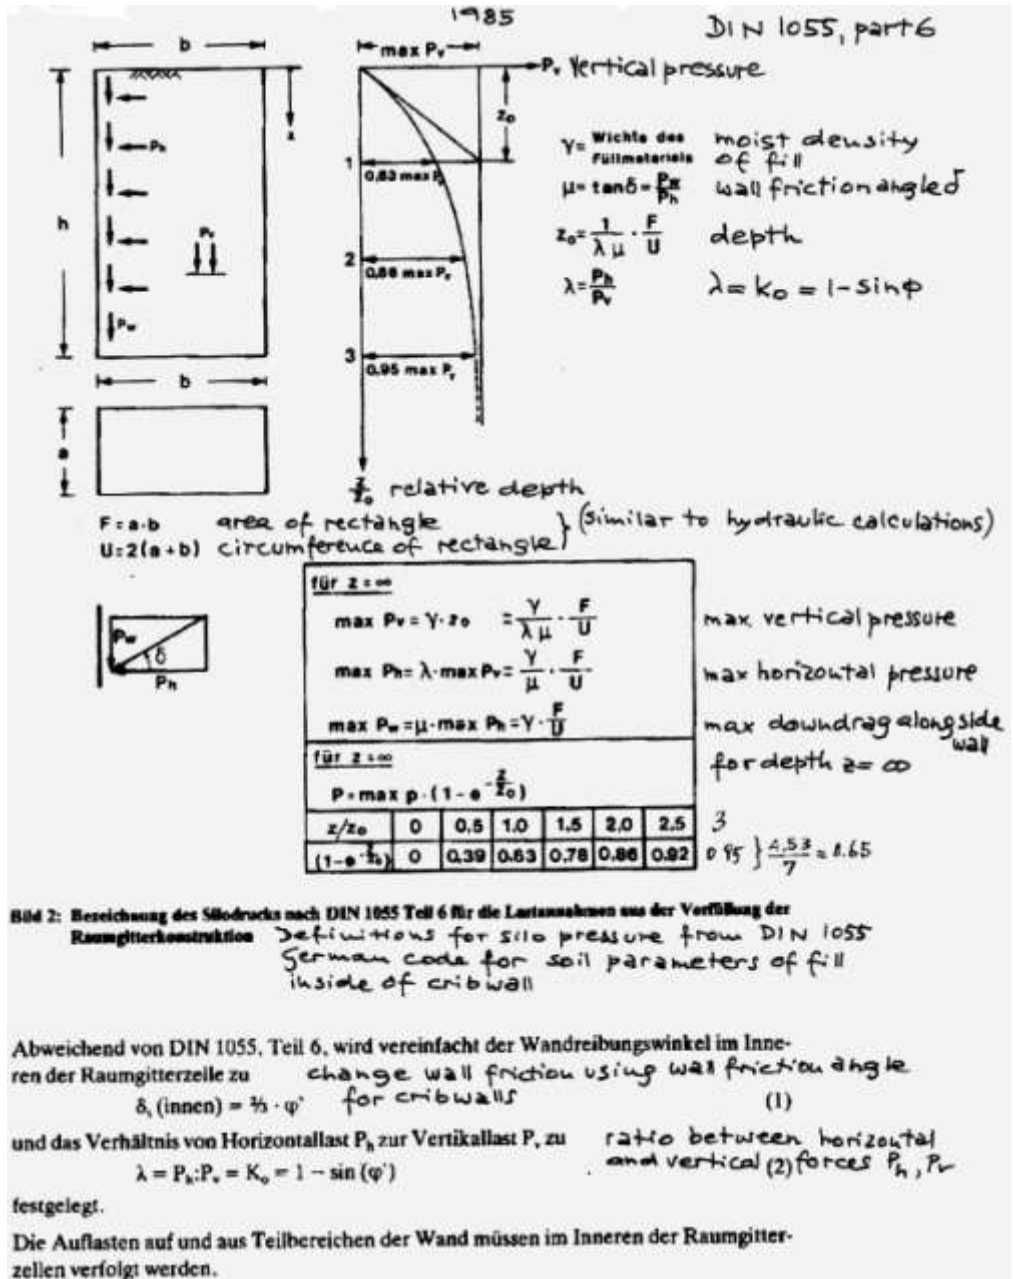 1985
DIN 1055, part 6
b
max Pv
Pv Vertical pressure
z₀
z
h
Ph
Pv
Pw
1
0,63 max Pv
2
0,86 max Pv
3
0.95 max Pv
γ= Wichte des Füllmaterials moist density of fill
μ= tanδ= Pw/Ph wall friction angle δ
z₀= 1/(λ μ) · F/U depth
λ= Ph/Pv λ = K₀ = 1 - sinφ
b
a
z/z₀ relative depth
F = a·b area of rectangle
U = 2(a+b) circumference of rectangle } (similar to hydraulic calculations)
Pw
δ
Ph
für z = ∞
max Pv = γ · z₀ = γ/(λ μ) · F/U max vertical pressure
max Ph = λ · max Pv = γ/μ · F/U max horizontal pressure
max Pw = μ · max Ph = γ · F/U max downdrag along side wall
for depth z = ∞
für z = ∞
P = max p · (1 - e^(-z/z₀))
z/z₀ 0 0,5 1,0 1,5 2,0 2,5 3
(1-e^(-z/z₀)) 0 0,39 0,63 0,78 0,86 0,92 0 95 } 4,53/7 = 0.65
Bild 2: Bezeichnung des Silodrucks nach DIN 1055 Teil 6 für die Lastannahmen aus der Verfüllung der
Raumgitterkonstruktion Definitions for silo pressure from DIN 1055
German code for soil parameters of fill
inside of cribwall
Abweichend von DIN 1055, Teil 6, wird vereinfacht der Wandreibungswinkel im Inne-
ren der Raumgitterzelle zu change wall friction using wall friction angle
δ, (innen) = ⅔ · φ' for cribwalls (1)
und das Verhältnis von Horizontallast Ph zur Vertikallast Pv zu ratio between horizontal
λ = Ph:Pv = K₀ = 1 - sin (φ') and vertical (2) forces Ph, Pv
festgelegt.
Die Auflasten auf und aus Teilbereichen der Wand müssen im Inneren der Raumgitter-
zellen verfolgt werden.